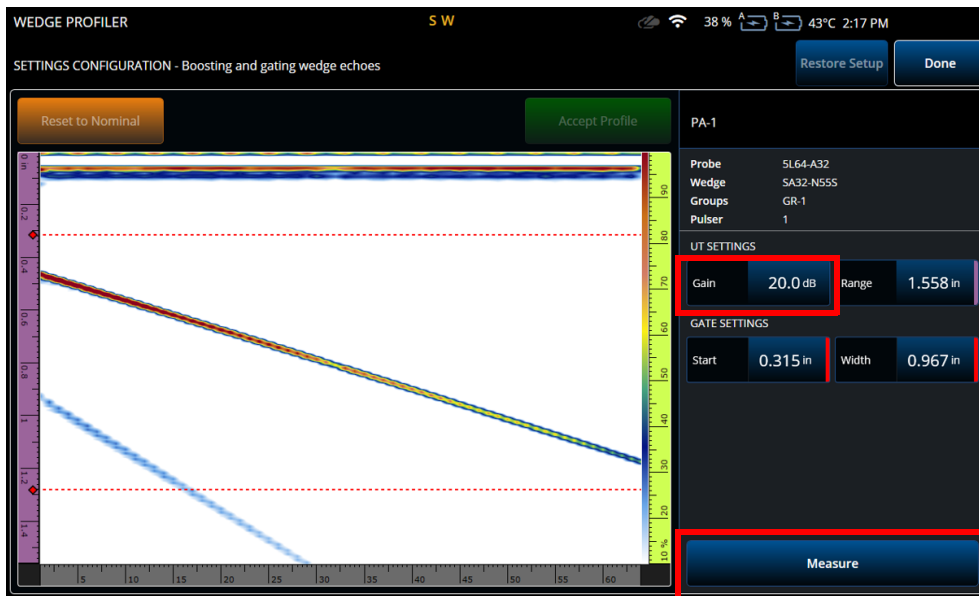 WEDGE PROFILER S W 38 % A B 43°C 2:17 PM
SETTINGS CONFIGURATION - Boosting and gating wedge echoes Restore Setup Done
Reset to Nominal Accept Profile
PA-1
Probe 5L64-A32
Wedge SA32-N55S
Groups GR-1
Pulser 1
UT SETTINGS
Gain 20.0 dB Range 1.558 in
GATE SETTINGS
Start 0.315 in Width 0.967 in
Measure
0 in
0.2
0.4
0.6
0.8
1
1.2
1.4
90
80
70
60
50
40
30
20
10 %
5 10 15 20 25 30 35 40 45 50 55 60